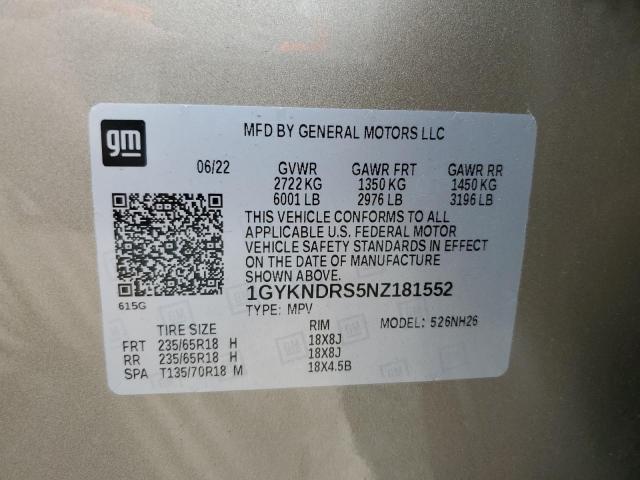 gm
MFD BY GENERAL MOTORS LLC
06/22 GVWR GAWR FRT GAWR RR
2722 KG 1350 KG 1450 KG
6001 LB 2976 LB 3196 LB
THIS VEHICLE CONFORMS TO ALL
APPLICABLE U.S. FEDERAL MOTOR
VEHICLE SAFETY STANDARDS IN EFFECT
ON THE DATE OF MANUFACTURE
SHOWN ABOVE.
615G
1GYKNDRS5NZ181552
TYPE: MPV MODEL: 526NH26
TIRE SIZE RIM
FRT 235/65R18 H 18X8J
RR 235/65R18 H 18X8J
SPA T135/70R18 M 18X4.5B